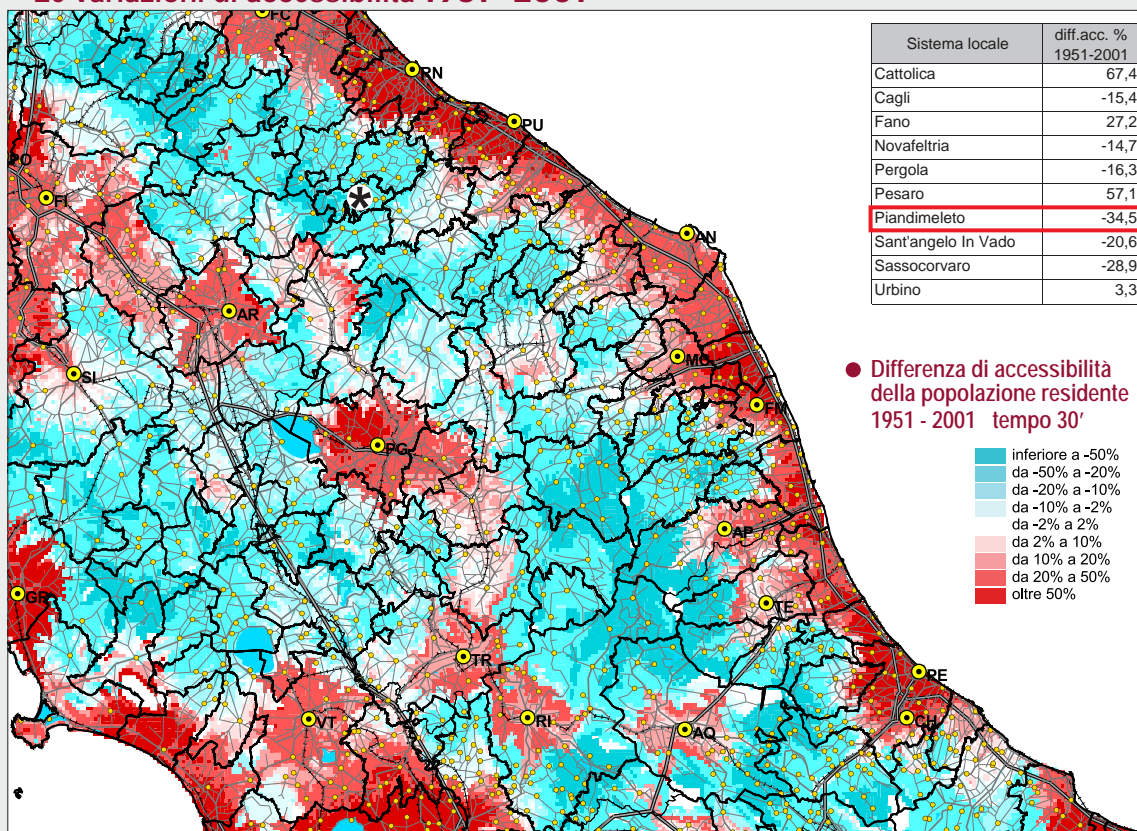 Sistema locale
diff.acc. %
1951-2001
Cattolica 67,4
Cagli -15,4
Fano 27,2
Novafeltria -14,7
Pergola -16,3
Pesaro 57,1
Piandimeleto -34,5
Sant'angelo In Vado -20,6
Sassocorvaro -28,9
Urbino 3,3
● Differenza di accessibilità
della popolazione residente
1951 - 2001 tempo 30'
inferiore a -50%
da -50% a -20%
da -20% a -10%
da -10% a -2%
da -2% a 2%
da 2% a 10%
da 10% a 20%
da 20% a 50%
oltre 50%
FC
RN
PU
PO
FI
AN
AR
MC
SI
FM
PG
AP
GR
TE
TR
PE
VT
RI
AQ
CH